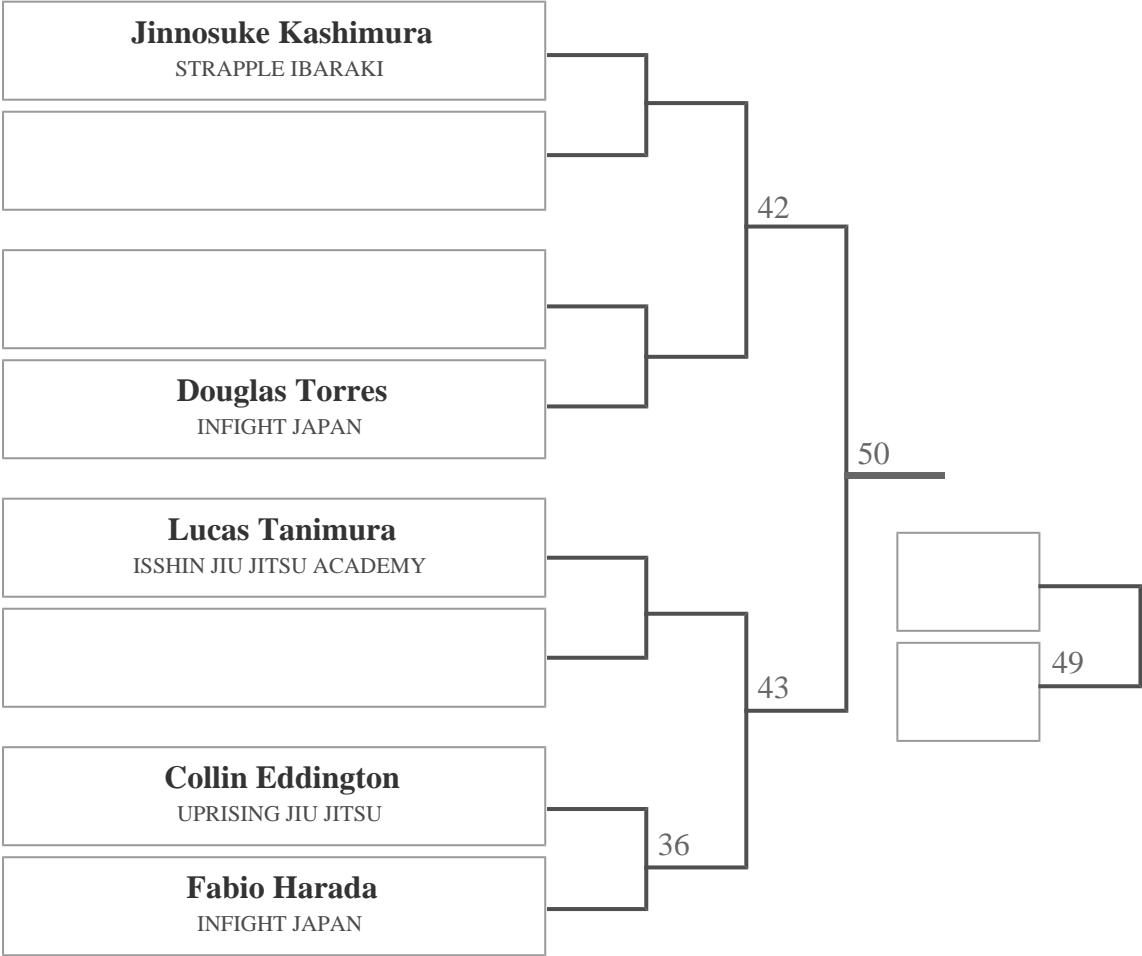 Jinnosuke Kashimura
STRAPPLE IBARAKI
42
Douglas Torres
INFIGHT JAPAN
50
Lucas Tanimura
ISSHIN JIU JITSU ACADEMY
49
43
Collin Eddington
UPRISING JIU JITSU
36
Fabio Harada
INFIGHT JAPAN